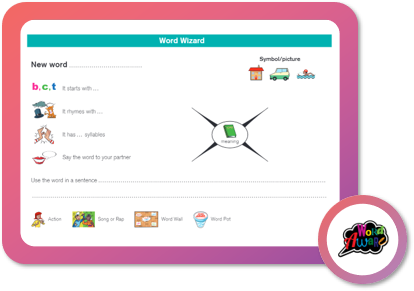 Word Wizard
New word ........................................
Symbol/picture
b.c.t It starts with ...
It rhymes with ...
It has ... syllables
meaning
Say the word to your partner
Use the word in a sentence ................................................................
Action Song or Rap Word Wall Word Pot
Word
Aware